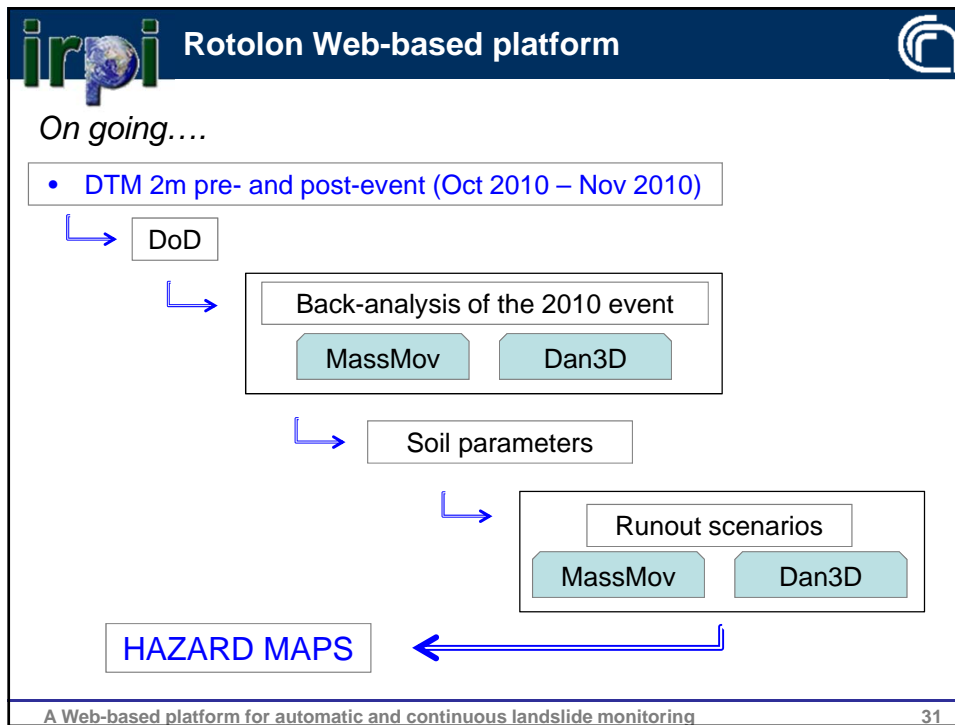 irpi
Rotolon Web-based platform
On going….
• DTM 2m pre- and post-event (Oct 2010 – Nov 2010)
DoD
Back-analysis of the 2010 event
MassMov Dan3D
Soil parameters
Runout scenarios
MassMov Dan3D
HAZARD MAPS
A Web-based platform for automatic and continuous landslide monitoring 31